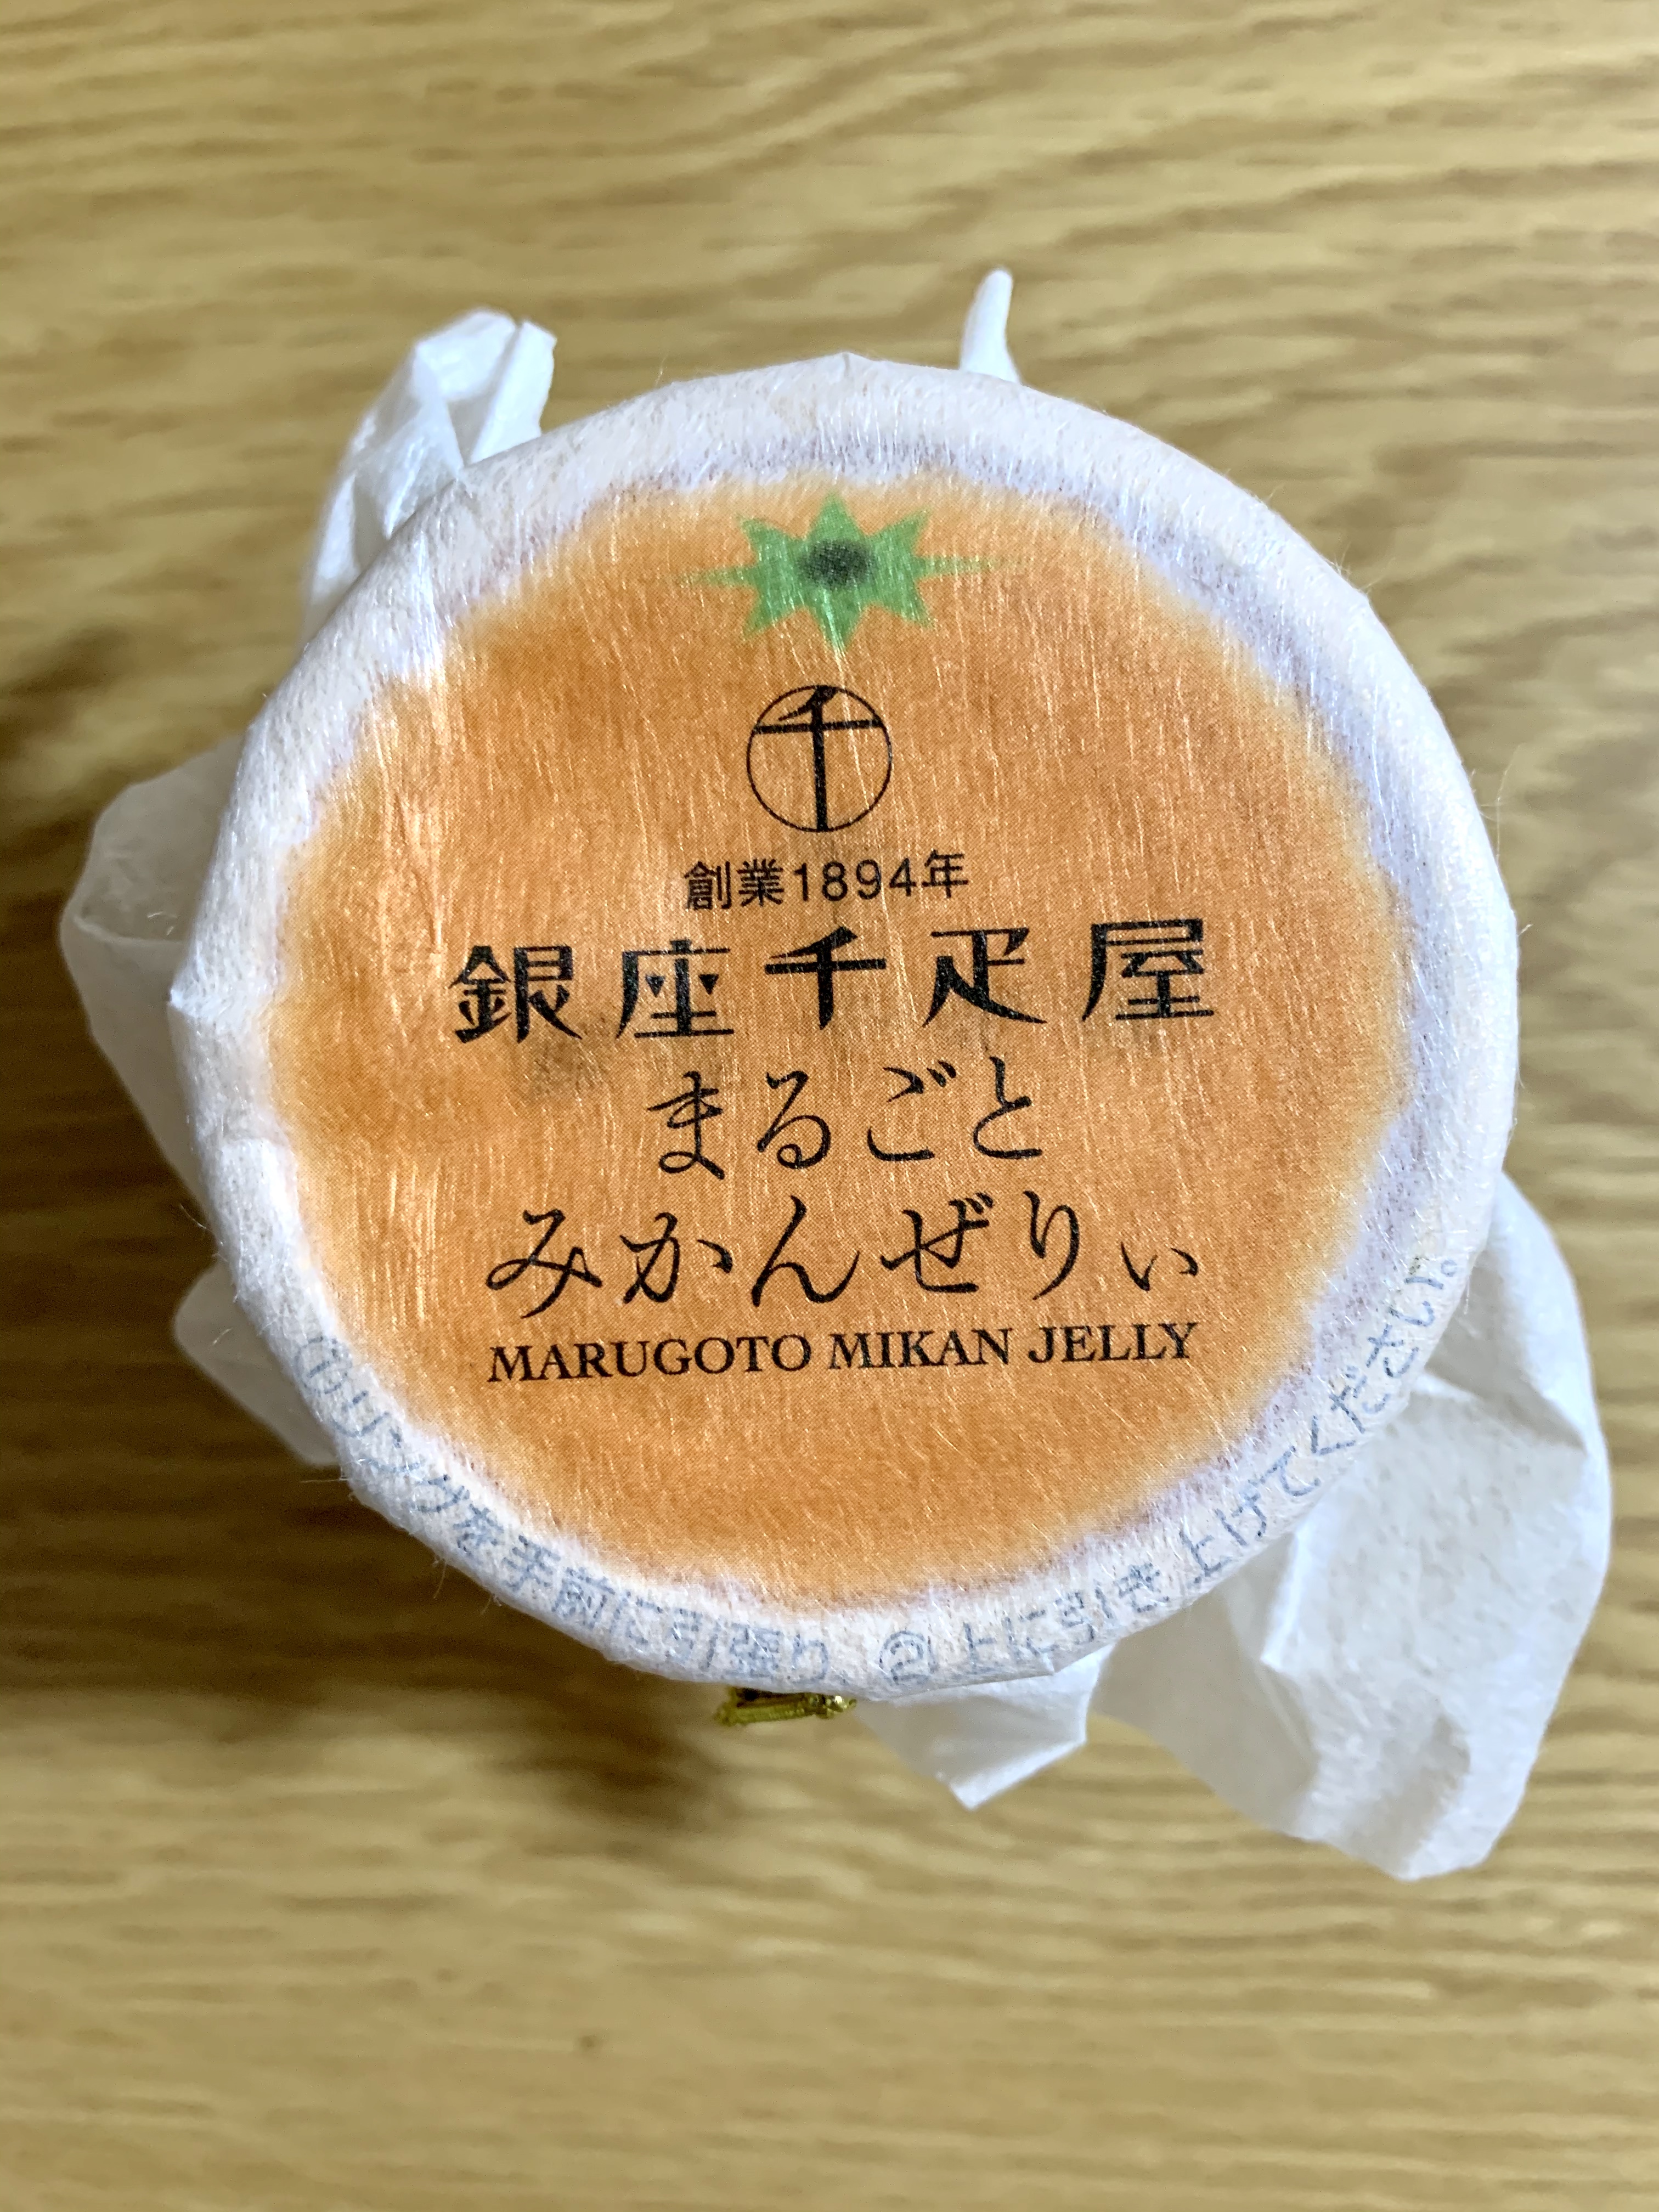 千
創業1894年
銀座千疋屋
まるごと
みかんぜりぃ
MARUGOTO MIKAN JELLY
①リングを手前に引張り ②上に引き上げてください。